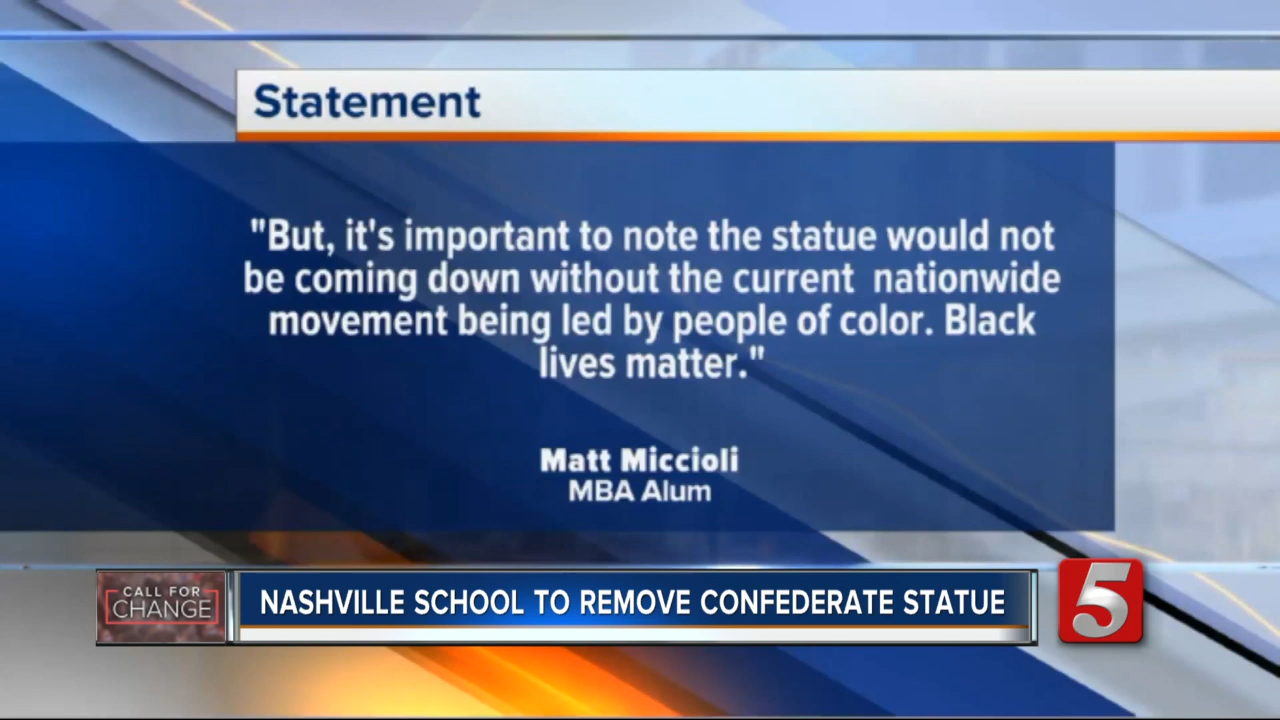 Statement
"But, it's important to note the statue would not
be coming down without the current  nationwide
movement being led by people of color. Black
lives matter."
Matt Miccioli
MBA Alum
CALL FOR
CHANGE
NASHVILLE SCHOOL TO REMOVE CONFEDERATE STATUE
5